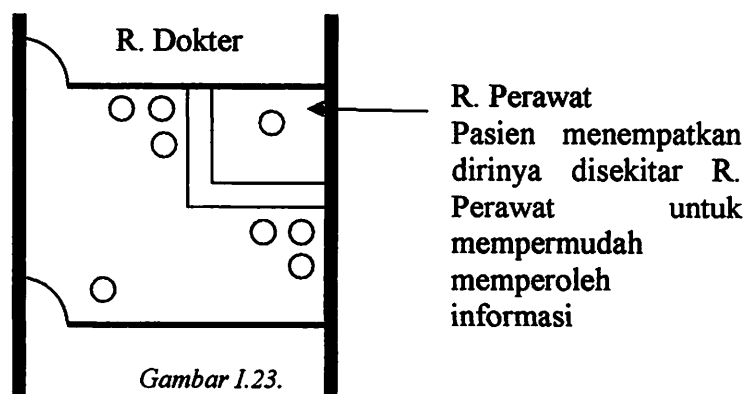 R. Dokter
R. Perawat
Pasien menempatkan
dirinya disekitar R.
Perawat untuk
mempermudah
memperoleh
informasi
Gambar I.23.